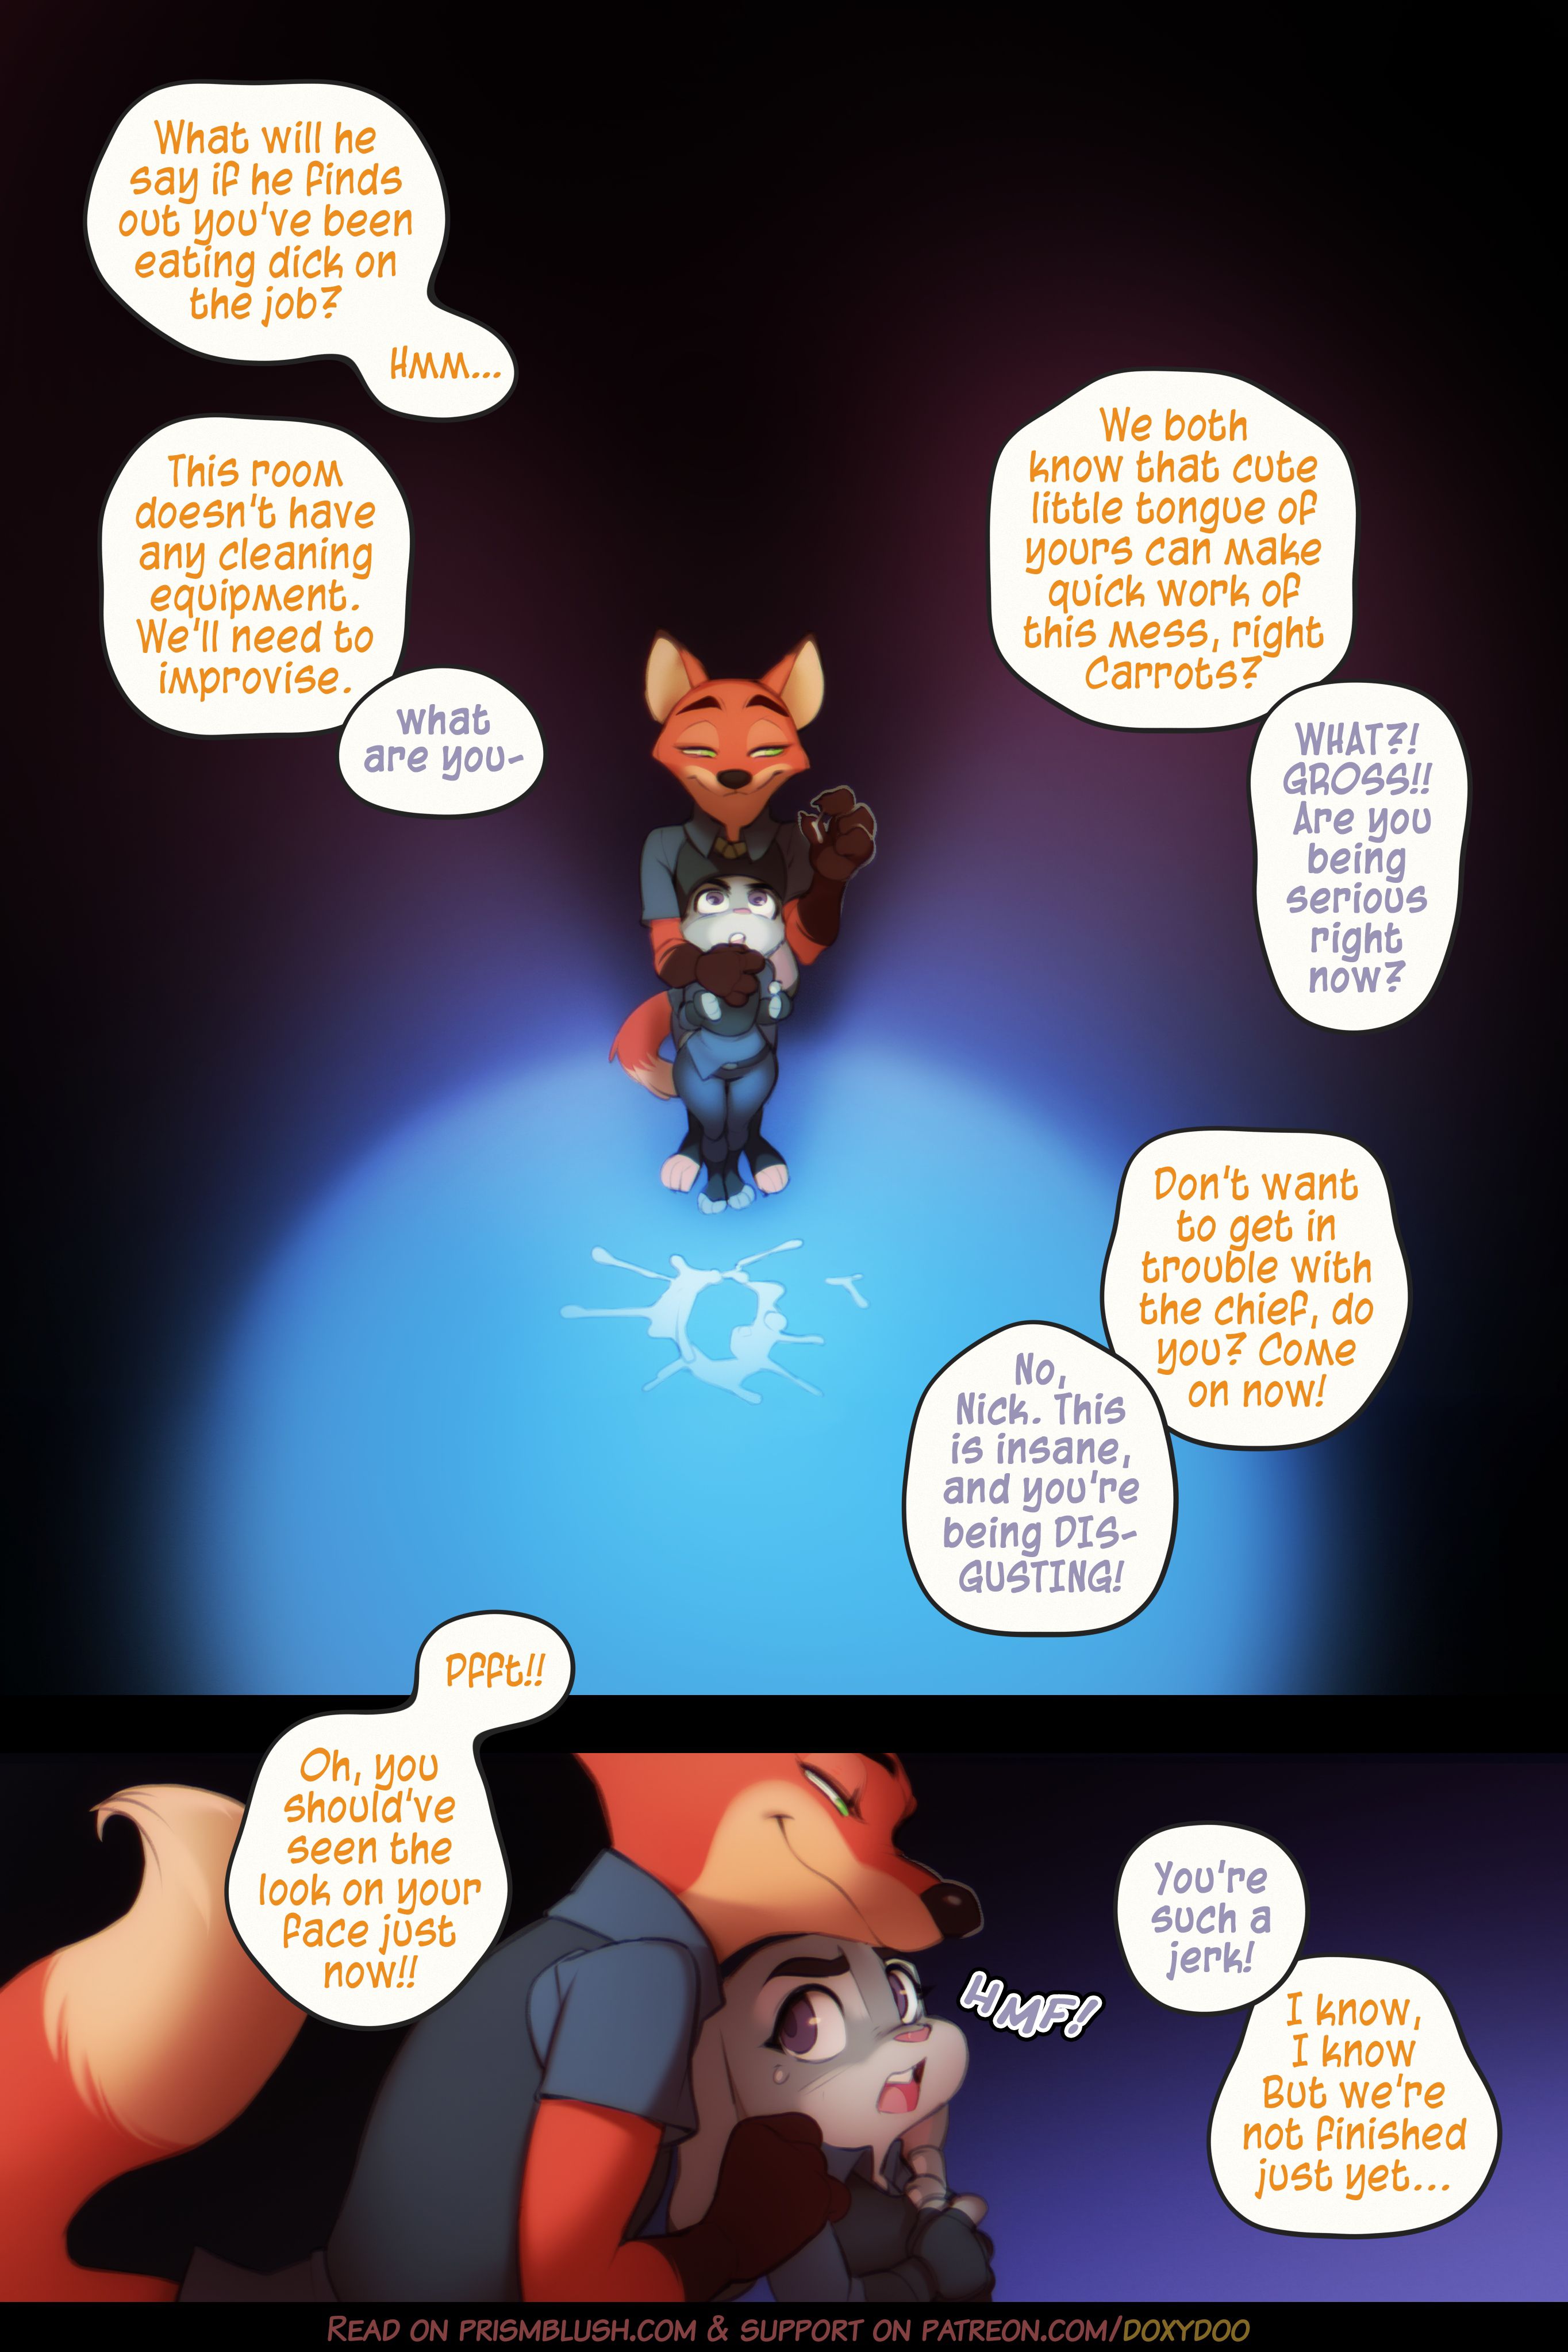 What will he
say if he finds
out you've been
eating dick on
the job?
Hmm...
This room
doesn't have
any cleaning
equipment.
We'll need to
improvise.
what
are you-
We both
know that cute
little tongue of
yours can make
quick work of
this mess, right
Carrots?
WHAT?!
GROSS!!
Are you
being
serious
right
now?
Don't want
to get in
trouble with
the chief, do
you? Come
on now!
No,
Nick. This
is insane,
and you're
being DIS-
GUSTING!
Pfft!!
Oh, you
should've
seen the
look on your
face just
now!!
HMF!
You're
such a
jerk!
I know,
I know
But we're
not finished
just yet...
READ ON PRISMBLUSH.COM & SUPPORT ON PATREON.COM/DOXYDOO